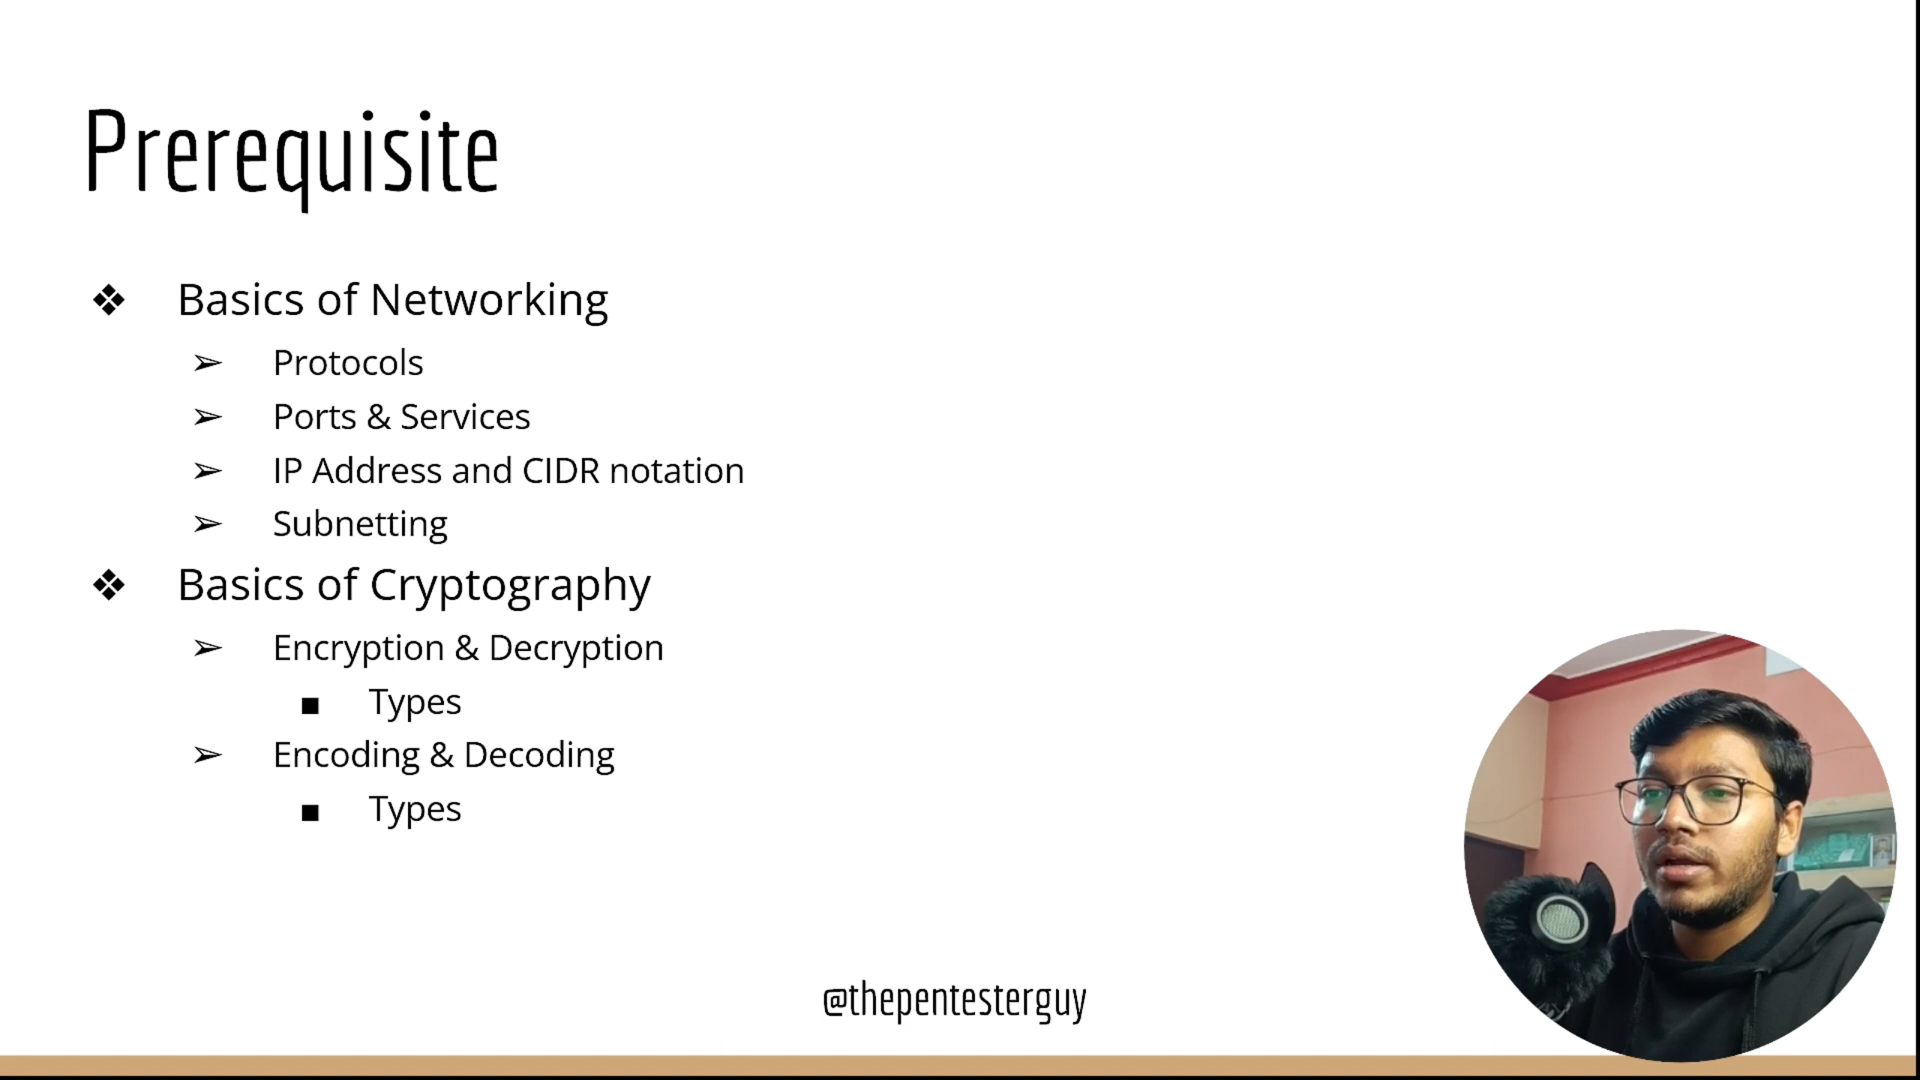 Prerequisite
❖ Basics of Networking
➢ Protocols
➢ Ports & Services
➢ IP Address and CIDR notation
➢ Subnetting
❖ Basics of Cryptography
➢ Encryption & Decryption
■ Types
➢ Encoding & Decoding
■ Types
@thepentesterguy